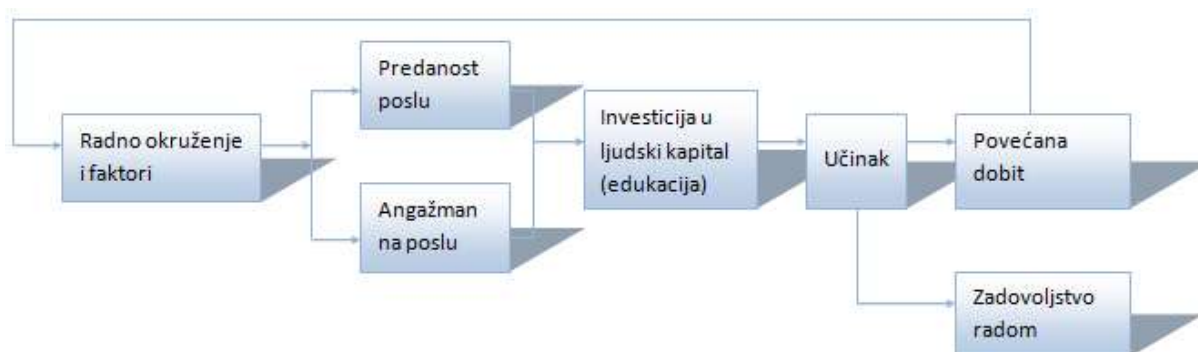 Radno okruženje
i faktori
Predanost
poslu
Angažman
na poslu
Investicija u
ljudski kapital
(edukacija)
Učinak
Povećana
dobit
Zadovoljstvo
radom